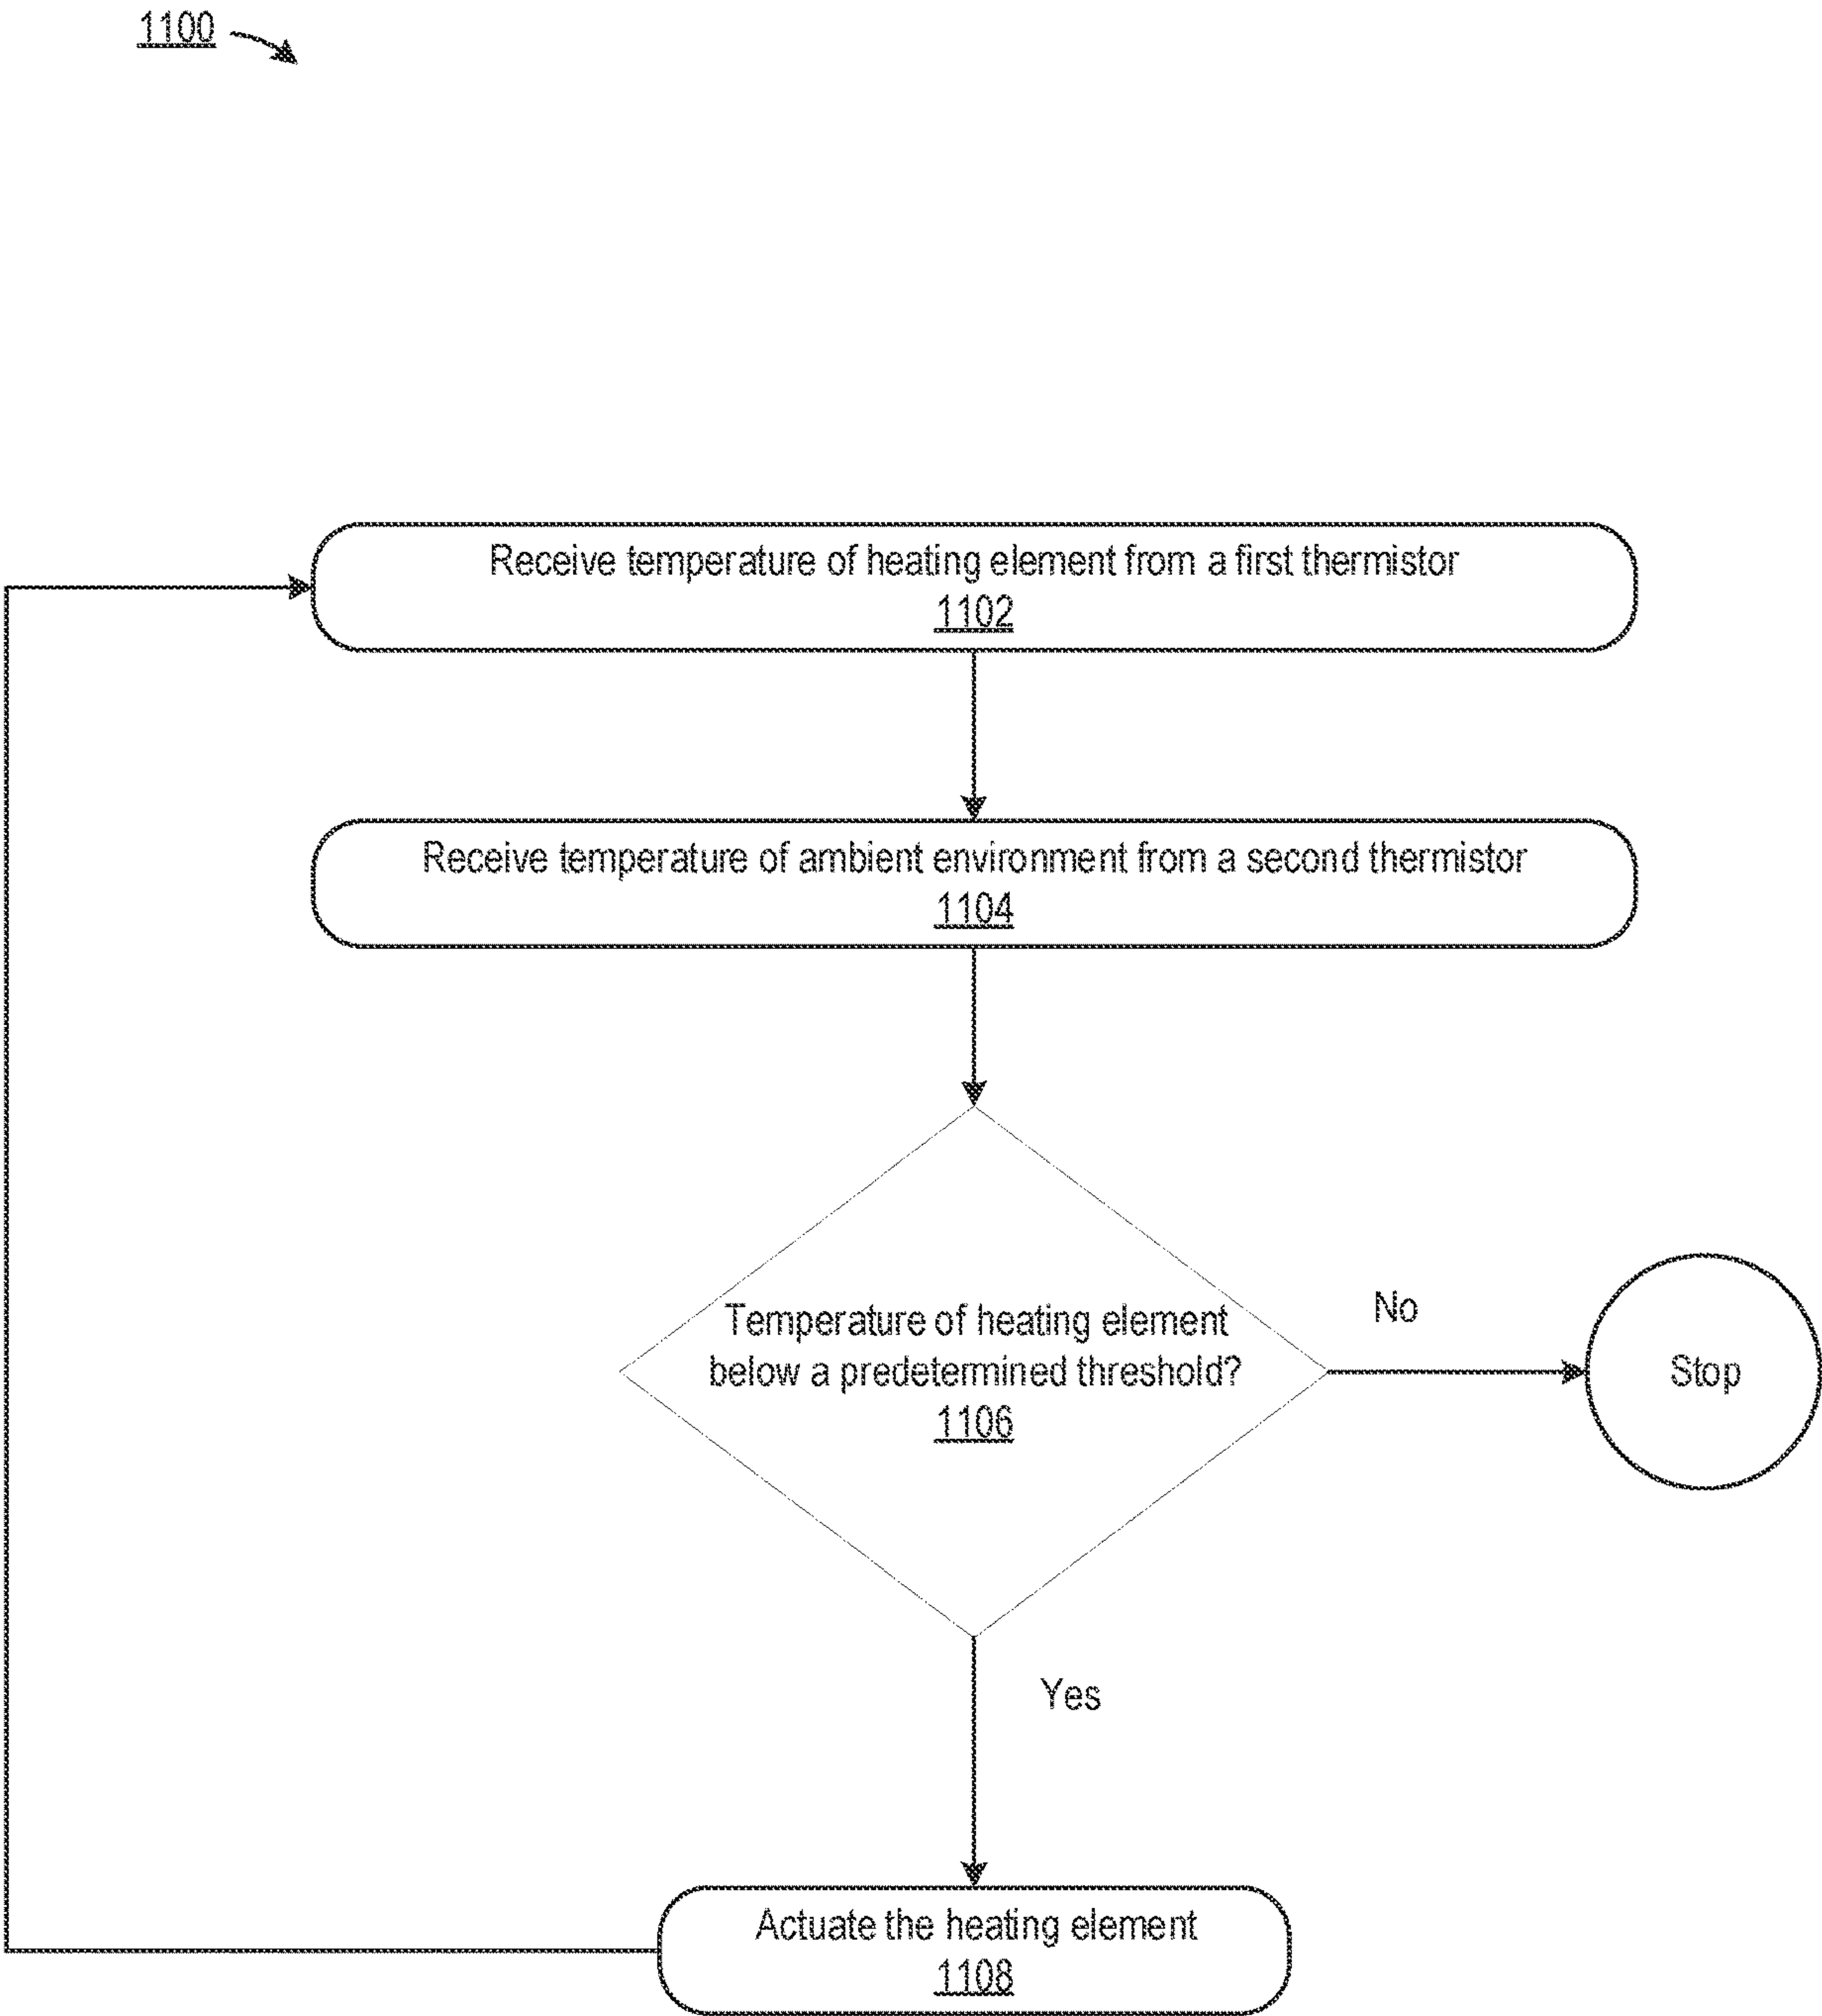 1100
Receive temperature of heating element from a first thermistor
1102
Receive temperature of ambient environment from a second thermistor
1104
Temperature of heating element
below a predetermined threshold?
1106
No
Stop
Yes
Actuate the heating element
1108